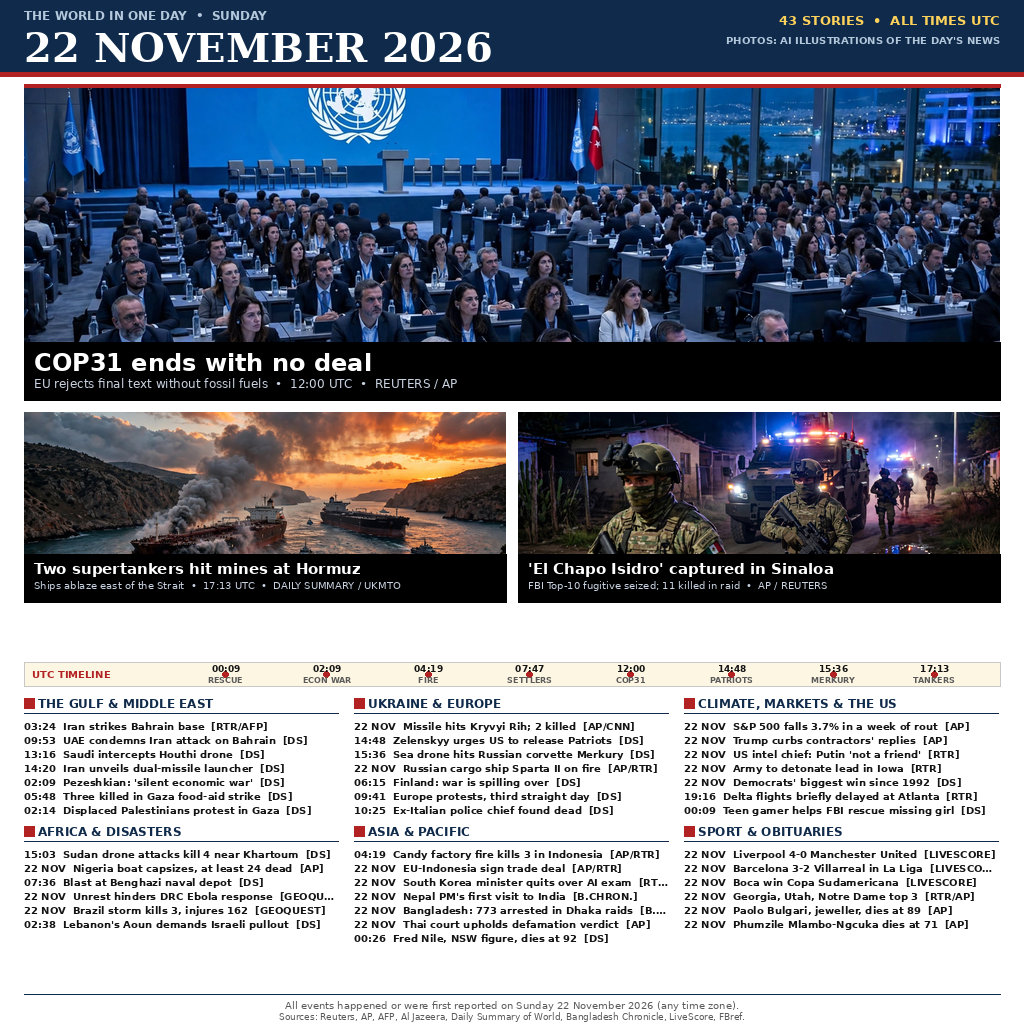 THE WORLD IN ONE DAY • SUNDAY
22 NOVEMBER 2026
43 STORIES • ALL TIMES UTC
PHOTOS: AI ILLUSTRATIONS OF THE DAY'S NEWS
COP31 ends with no deal
EU rejects final text without fossil fuels • 12:00 UTC • REUTERS / AP
Two supertankers hit mines at Hormuz
Ships ablaze east of the Strait • 17:13 UTC • DAILY SUMMARY / UKMTO
'El Chapo Isidro' captured in Sinaloa
FBI Top-10 fugitive seized; 11 killed in raid • AP / REUTERS
UTC TIMELINE
00:09 RESCUE
02:09 ECON WAR
04:19 FIRE
07:47 SETTLERS
12:00 COP31
14:48 PATRIOTS
15:36 MERKURY
17:13 TANKERS
THE GULF & MIDDLE EAST
03:24 Iran strikes Bahrain base [RTR/AFP]
09:53 UAE condemns Iran attack on Bahrain [DS]
13:16 Saudi intercepts Houthi drone [DS]
14:20 Iran unveils dual-missile launcher [DS]
02:09 Pezeshkian: 'silent economic war' [DS]
05:48 Three killed in Gaza food-aid strike [DS]
02:14 Displaced Palestinians protest in Gaza [DS]
UKRAINE & EUROPE
22 NOV Missile hits Kryvyi Rih; 2 killed [AP/CNN]
14:48 Zelenskyy urges US to release Patriots [DS]
15:36 Sea drone hits Russian corvette Merkury [DS]
22 NOV Russian cargo ship Sparta II on fire [AP/RTR]
06:15 Finland: war is spilling over [DS]
09:41 Europe protests, third straight day [DS]
10:25 Ex-Italian police chief found dead [DS]
CLIMATE, MARKETS & THE US
22 NOV S&P 500 falls 3.7% in a week of rout [AP]
22 NOV Trump curbs contractors' replies [AP]
22 NOV US intel chief: Putin 'not a friend' [RTR]
22 NOV Army to detonate lead in Iowa [RTR]
22 NOV Democrats' biggest win since 1992 [DS]
19:16 Delta flights briefly delayed at Atlanta [RTR]
00:09 Teen gamer helps FBI rescue missing girl [DS]
AFRICA & DISASTERS
15:03 Sudan drone attacks kill 4 near Khartoum [DS]
22 NOV Nigeria boat capsizes, at least 24 dead [AP]
07:36 Blast at Benghazi naval depot [DS]
22 NOV Unrest hinders DRC Ebola response [GEOQU...
22 NOV Brazil storm kills 3, injures 162 [GEOQUEST]
02:38 Lebanon's Aoun demands Israeli pullout [DS]
ASIA & PACIFIC
04:19 Candy factory fire kills 3 in Indonesia [AP/RTR]
22 NOV EU-Indonesia sign trade deal [AP/RTR]
22 NOV South Korea minister quits over AI exam [RT...
22 NOV Nepal PM's first visit to India [B.CHRON.]
22 NOV Bangladesh: 773 arrested in Dhaka raids [B....
22 NOV Thai court upholds defamation verdict [AP]
00:26 Fred Nile, NSW figure, dies at 92 [DS]
SPORT & OBITUARIES
22 NOV Liverpool 4-0 Manchester United [LIVESCORE]
22 NOV Barcelona 3-2 Villarreal in La Liga [LIVESCO...
22 NOV Boca win Copa Sudamericana [LIVESCORE]
22 NOV Georgia, Utah, Notre Dame top 3 [RTR/AP]
22 NOV Paolo Bulgari, jeweller, dies at 89 [AP]
22 NOV Phumzile Mlambo-Ngcuka dies at 71 [AP]
All events happened or were first reported on Sunday 22 November 2026 (any time zone).
Sources: Reuters, AP, AFP, Al Jazeera, Daily Summary of World, Bangladesh Chronicle, LiveScore, FBref.